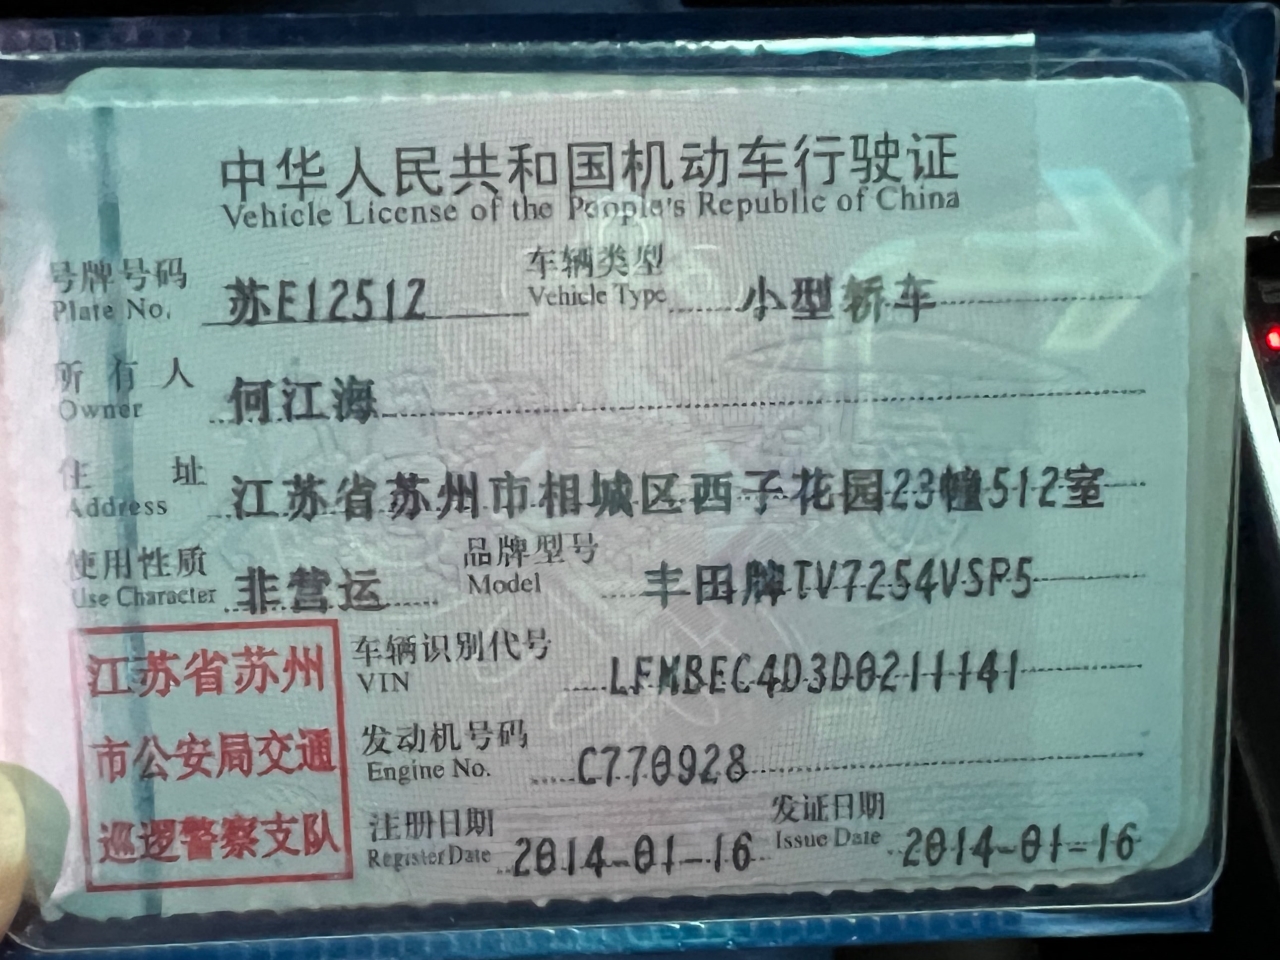 中华人民共和国机动车行驶证
Vehicle License of the People's Republic of China
号牌号码 苏E12512 车辆类型 小型轿车
Plate No. Vehicle Type
所有人 何江海
Owner
住址 江苏省苏州市相城区西子花园23幢512室
Address
使用性质 非营运 品牌型号 丰田牌TV7254VSP5
Use Character Model
江苏省苏州
市公安局交通
巡逻警察支队
车辆识别代号 LFMBEC4D3D0211141
VIN
发动机号码 C770928
Engine No.
注册日期 2014-01-16 发证日期 2014-01-16
Register Date Issue Date